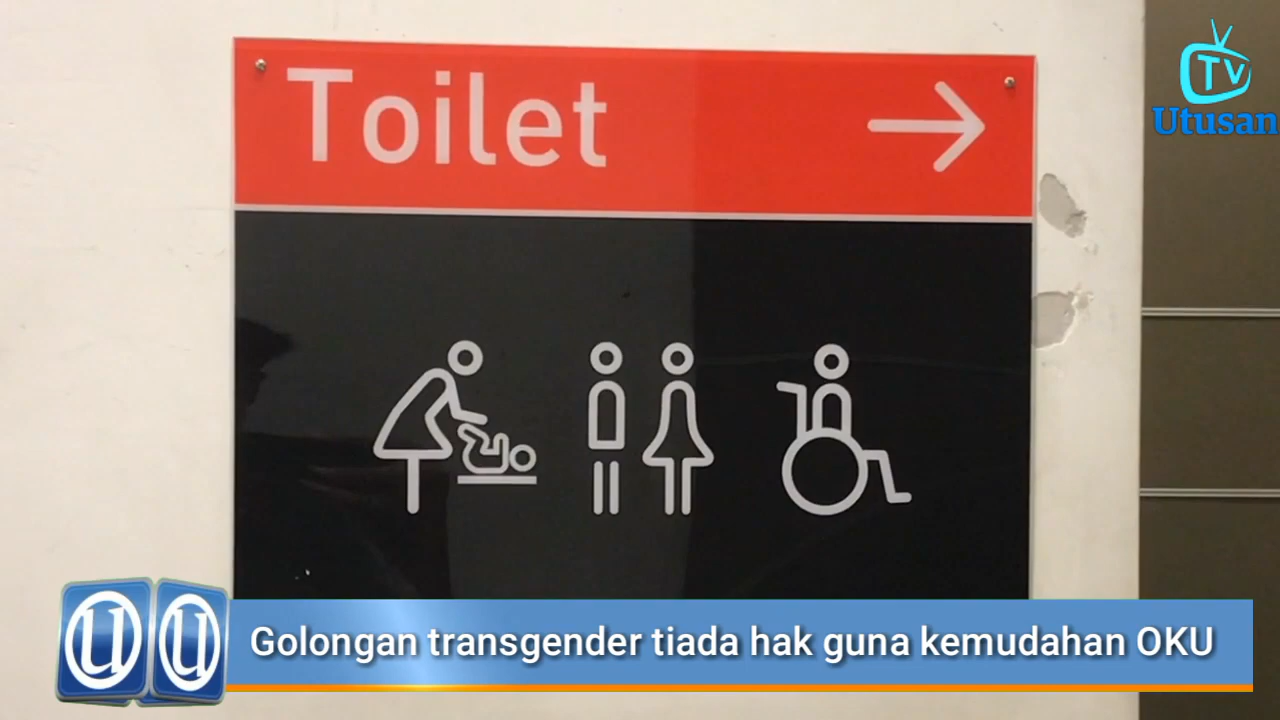 Toilet
TV
Utusan
U U
Golongan transgender tiada hak guna kemudahan OKU